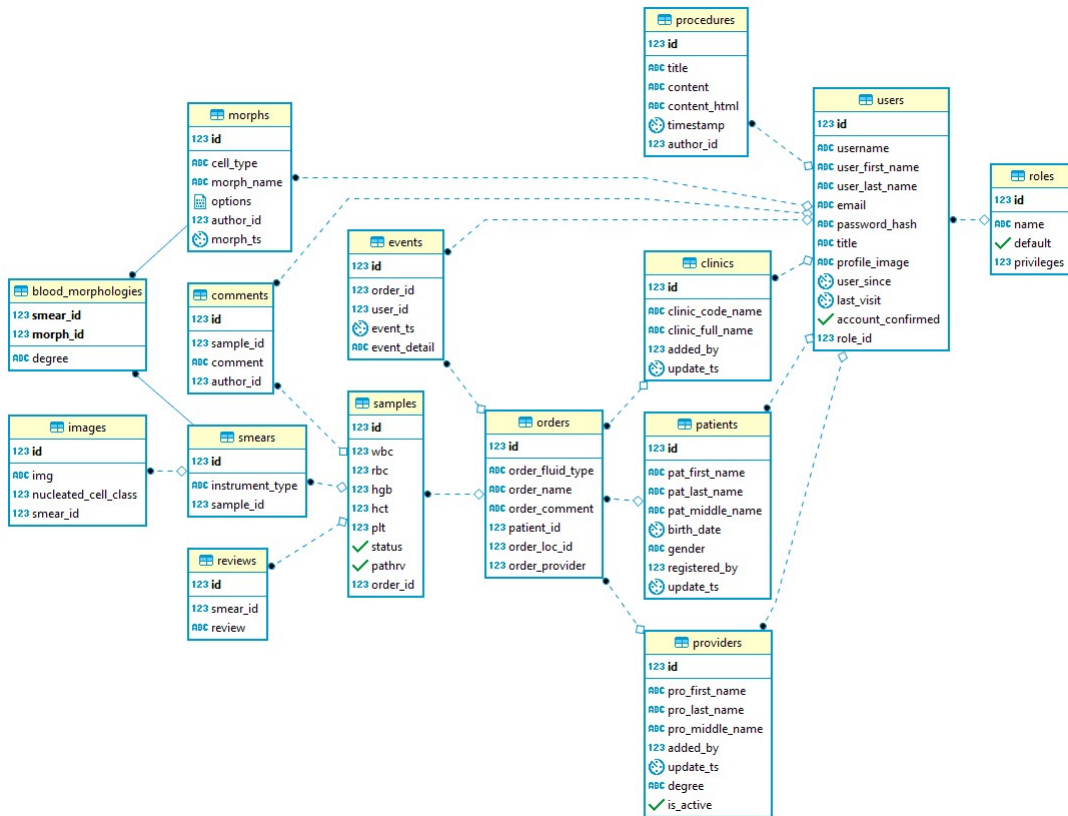 procedures
123 id
ABC title
ABC content
ABC content_html
timestamp
123 author_id
users
123 id
ABC username
ABC user_first_name
ABC user_last_name
ABC email
ABC password_hash
ABC title
ABC profile_image
user_since
last_visit
account_confirmed
123 role_id
roles
123 id
ABC name
default
123 privileges
morphs
123 id
ABC cell_type
ABC morph_name
options
123 author_id
morph_ts
events
123 id
123 order_id
123 user_id
event_ts
ABC event_detail
clinics
123 id
ABC clinic_code_name
ABC clinic_full_name
123 added_by
update_ts
blood_morphologies
123 smear_id
123 morph_id
ABC degree
comments
123 id
123 sample_id
ABC comment
123 author_id
samples
123 id
123 wbc
123 rbc
123 hgb
123 hct
123 plt
status
pathrv
123 order_id
orders
123 id
ABC order_fluid_type
ABC order_name
ABC order_comment
123 patient_id
123 order_loc_id
123 order_provider
patients
123 id
ABC pat_first_name
ABC pat_last_name
ABC pat_middle_name
birth_date
ABC gender
123 registered_by
update_ts
images
123 id
ABC img
123 nucleated_cell_class
123 smear_id
smears
123 id
ABC instrument_type
123 sample_id
reviews
123 id
123 smear_id
ABC review
providers
123 id
ABC pro_first_name
ABC pro_last_name
ABC pro_middle_name
123 added_by
update_ts
ABC degree
is_active